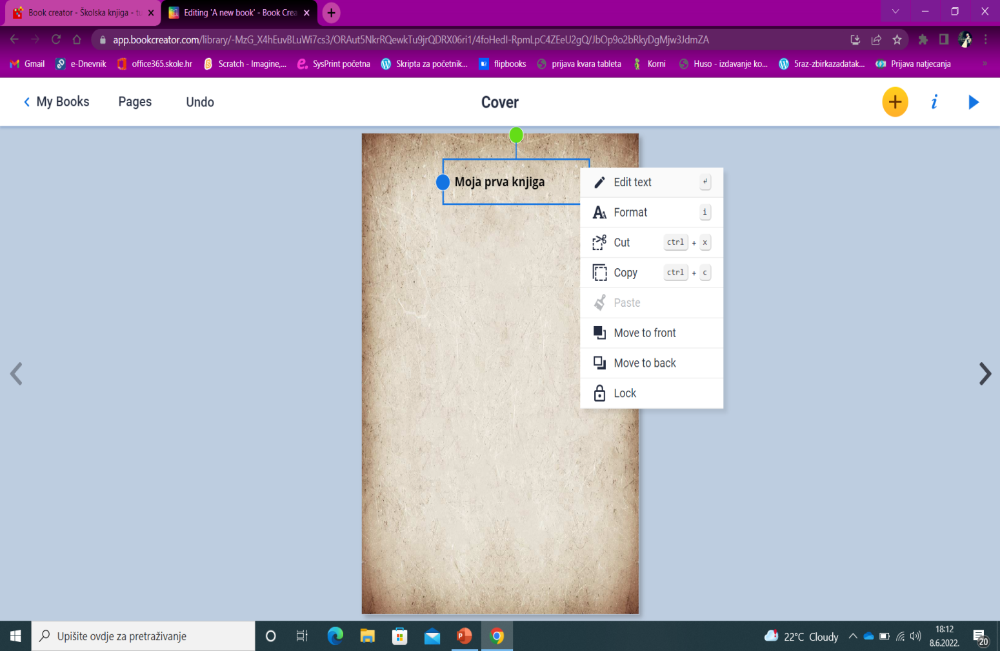 Book creator - Školska knjiga - tu
Editing 'A new book' - Book Crea
app.bookcreator.com/library/-MzG_X4hEuvBLuWi7cs3/ORAut5NkrRQewkTu9jrQDRX06ri1/4foHedI-RpmLpC4ZEeU2gQ/JbOp9o2bRkyDgMjw3JdmZA
Gmail e-Dnevnik office365.skole.hr Scratch - Imagine,... SysPrint početna Skripta za početnik... flipbooks prijava kvara tableta Korni Huso - izdavanje ko... 5raz-zbirkazadatak... Prijava natjecanja »
My Books Pages Undo Cover
Moja prva knjiga
Edit text
Format i
Cut ctrl + x
Copy ctrl + c
Paste
Move to front
Move to back
Lock
Upišite ovdje za pretraživanje
22°C Cloudy
18:12
8.6.2022.
20